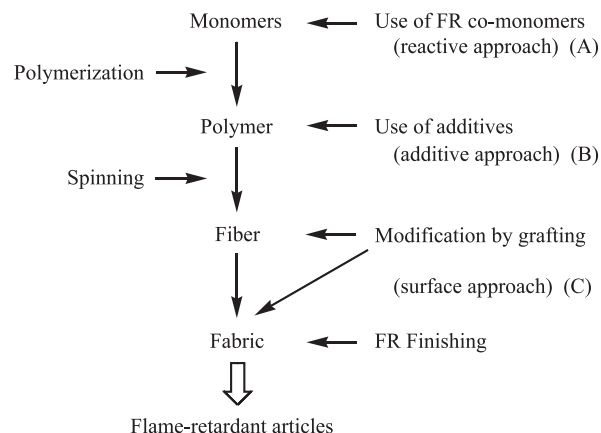 Monomers
Use of FR co-monomers
(reactive approach) (A)
Polymerization
Polymer
Use of additives
(additive approach) (B)
Spinning
Fiber
Modification by grafting
(surface approach) (C)
Fabric
FR Finishing
Flame-retardant articles